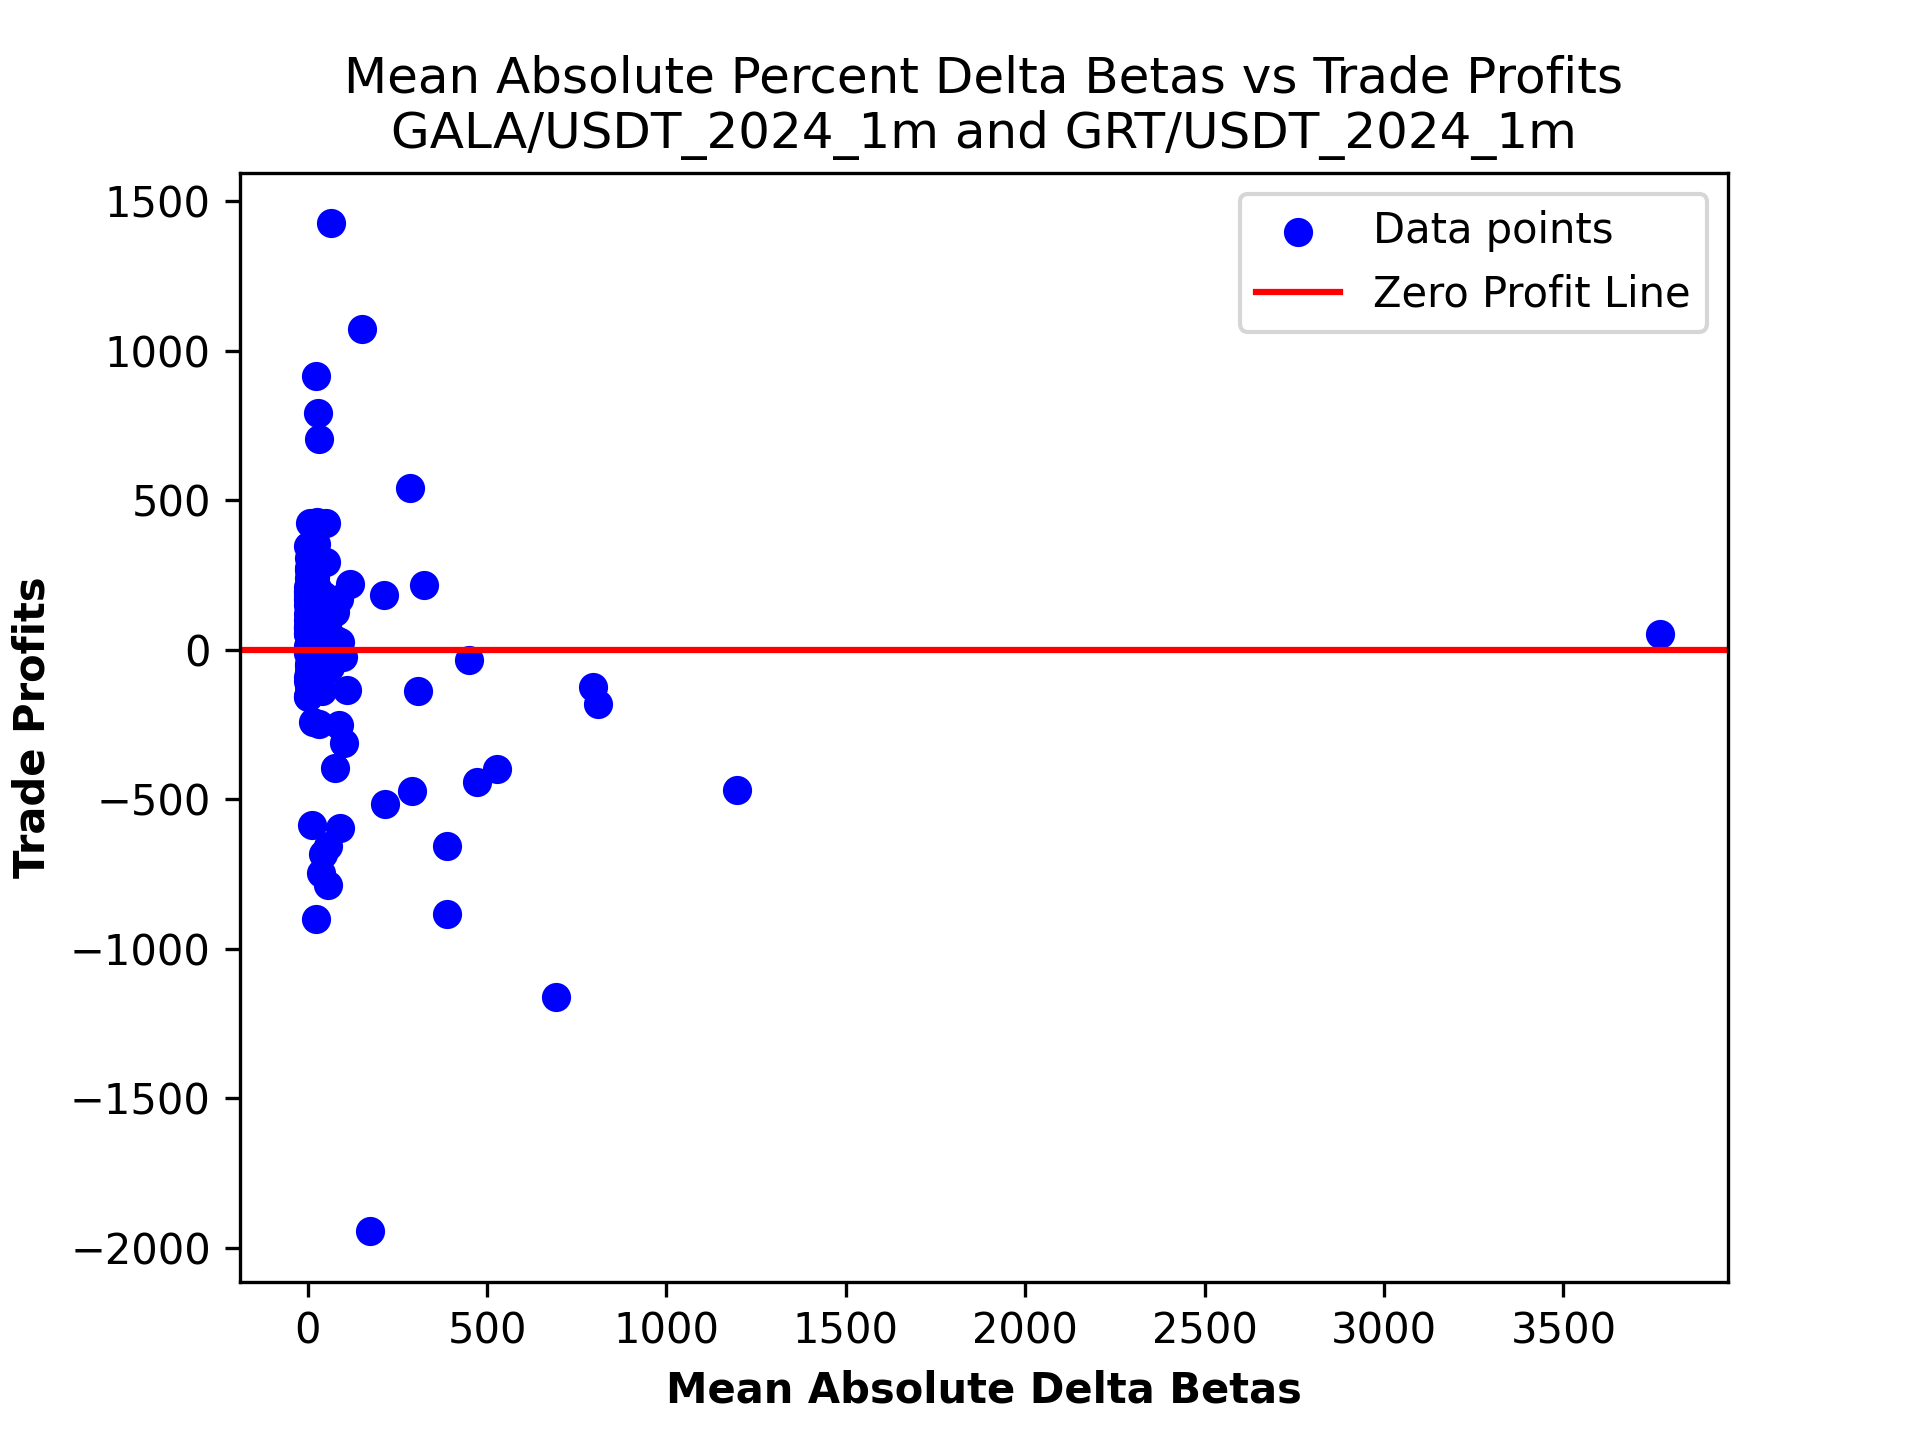 Mean Absolute Percent Delta Betas vs Trade Profits
GALA/USDT_2024_1m and GRT/USDT_2024_1m
Data points
Zero Profit Line
Trade Profits
1500
1000
500
0
−500
−1000
−1500
−2000
0 500 1000 1500 2000 2500 3000 3500
Mean Absolute Delta Betas